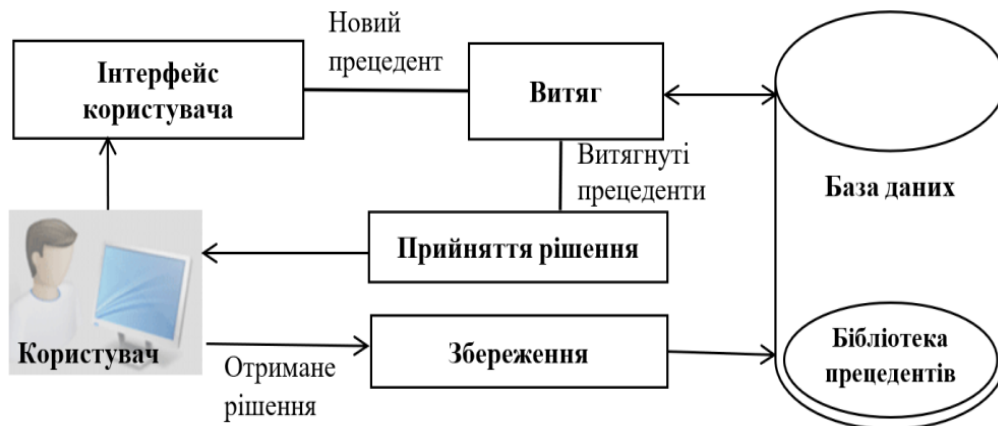 Новий
прецедент
Інтерфейс
користувача
Витяг
Витягнуті
прецеденти
База даних
Прийняття рішення
Користувач
Отримане
рішення
Збереження
Бібліотека
прецедентів